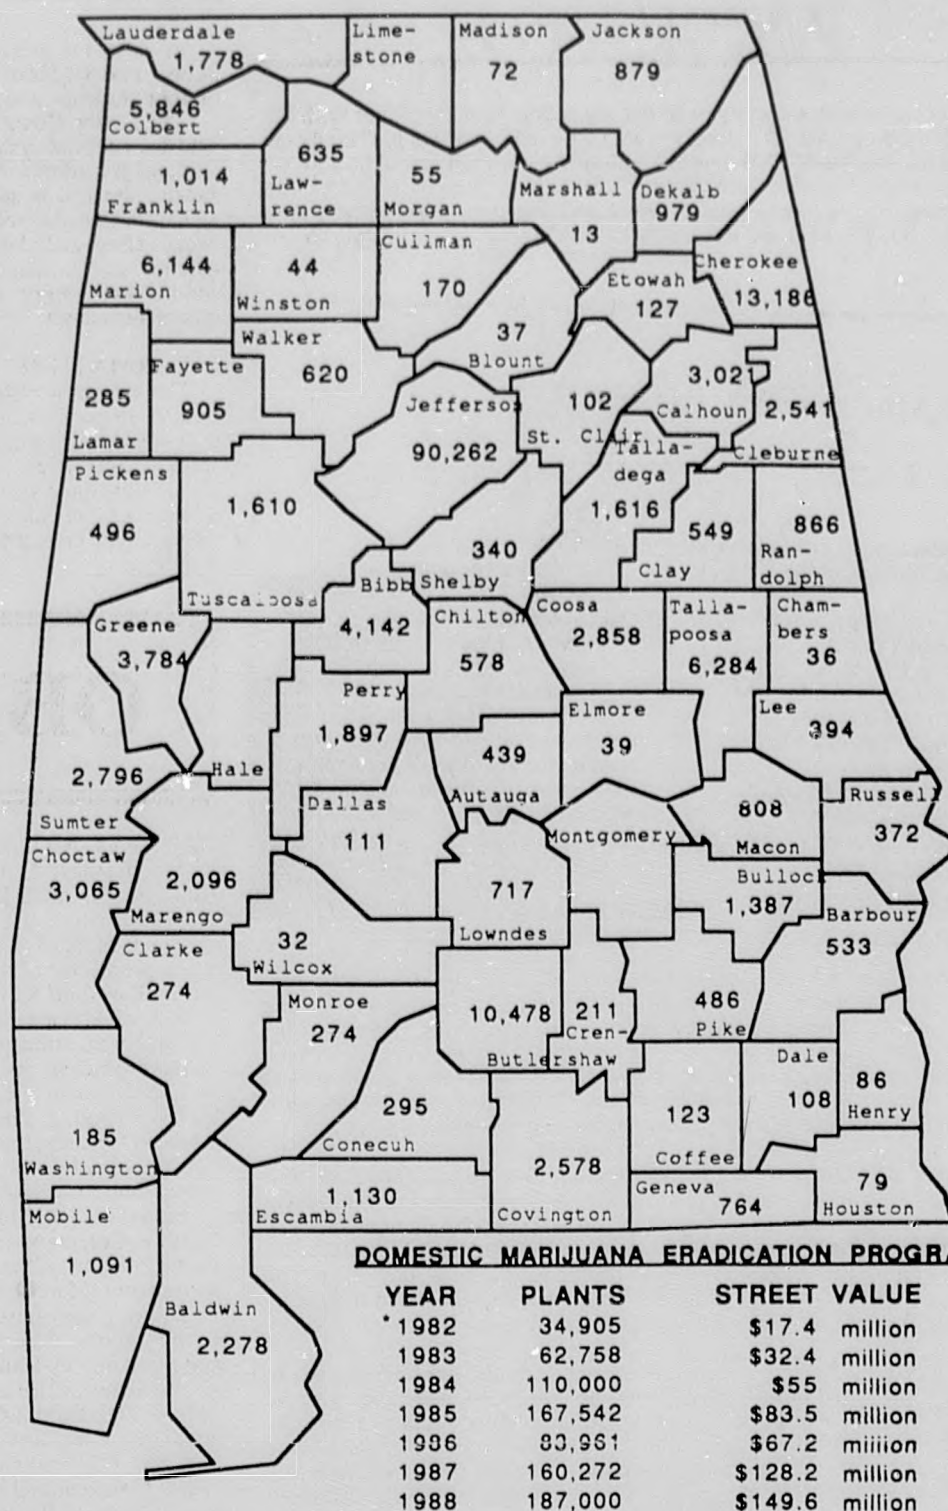 Lauderdale
1,778
Lime-
stone
Madison
72
Jackson
879
5,846
Colbert
635
Law-
rence
1,014
Franklin
55
Morgan
Marshall
13
Dekalb
979
Cherokee
13,186
6,144
Marion
44
Winston
Cullman
170
Etowah
127
37
Blount
Walker
620
Fayette
905
285
Lamar
Jefferson
90,262
102
St. Clair
3,021
Calhoun
2,541
Cleburne
Talla-
dega
1,616
Pickens
496
1,610
Tuscaloosa
340
Shelby
549
Clay
866
Ran-
dolph
Bibb
4,142
Chilton
578
Coosa
2,858
Talla-
poosa
6,284
Cham-
bers
36
Greene
3,784
Perry
1,897
Elmore
39
Lee
394
2,796
Sumter
Hale
439
Autauga
Dallas
111
Montgomery
808
Macon
Russell
372
Choctaw
3,065
2,096
Marengo
717
Lowndes
Bullock
1,387
Barbour
533
Clarke
274
32
Wilcox
Monroe
274
10,478
Butler
211
Cren-
shaw
486
Pike
Dale
108
86
Henry
185
Washington
295
Conecuh
123
Coffee
2,578
Covington
1,130
Escambia
Geneva
764
79
Houston
Mobile
1,091
Baldwin
2,278
DOMESTIC MARIJUANA ERADICATION PROGRA
YEAR PLANTS STREET VALUE
*1982 34,905 $17.4 million
1983 62,758 $32.4 million
1984 110,000 $55 million
1985 167,542 $83.5 million
1986 83,961 $67.2 million
1987 160,272 $128.2 million
1988 187,000 $149.6 million